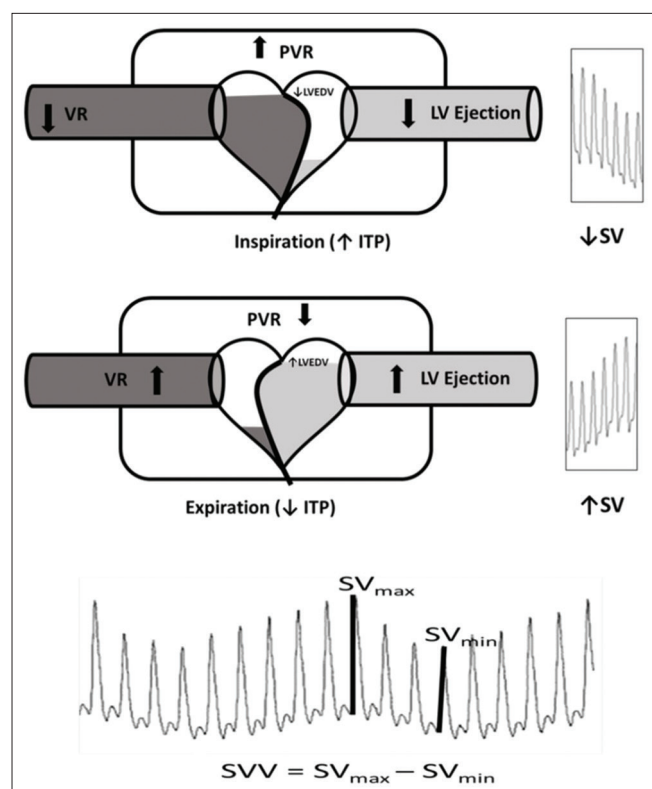 ↑ PVR
↓ VR
↓LVEDV
↓ LV Ejection
Inspiration (↑ ITP)
↓SV
PVR ↓
VR ↑
↑LVEDV
↑ LV Ejection
Expiration (↓ ITP)
↑SV
SVmax
SVmin
SVV = SVmax − SVmin